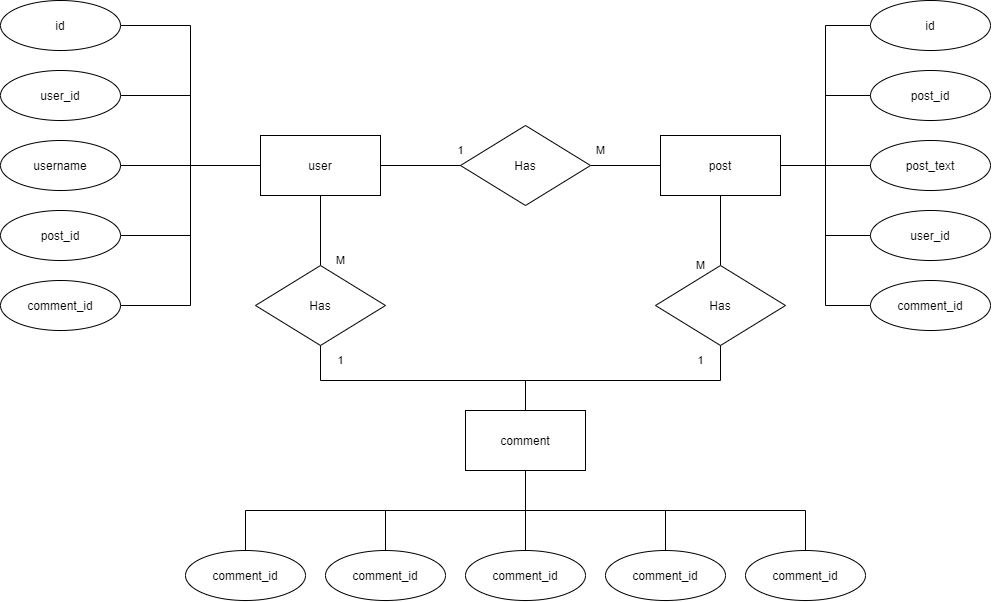 id
id
user_id
post_id
1
M
username
user
Has
post
post_text
post_id
user_id
M
M
comment_id
Has
Has
comment_id
1
1
comment
comment_id
comment_id
comment_id
comment_id
comment_id